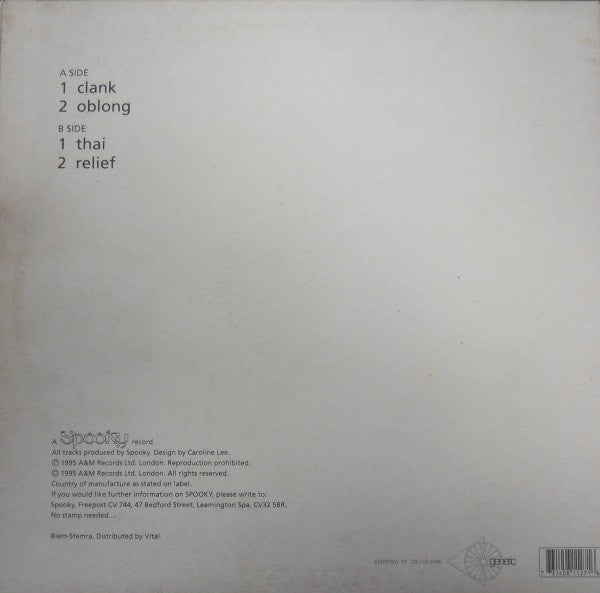 A SIDE
1 clank
2 oblong
B SIDE
1 thai
2 relief
A Spooky record.
All tracks produced by Spooky. Design by Caroline Lee.
℗ 1995 A&M Records Ltd. London. Reproduction prohibited.
© 1995 A&M Records Ltd. London. All rights reserved.
Country of manufacture as stated on label.
If you would like further information on SPOOKY, please write to:
Spooky, Freepost CV 744, 47 Bedford Street, Leamington Spa, CV32 5BR.
No stamp needed....
Biem-Stemra. Distributed by Vital.
generic